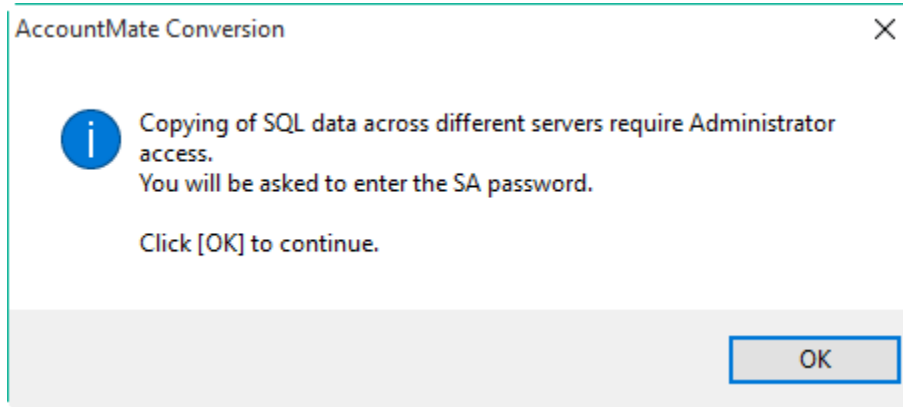 AccountMate Conversion
Copying of SQL data across different servers require Administrator
access.
You will be asked to enter the SA password.
Click [OK] to continue.
OK